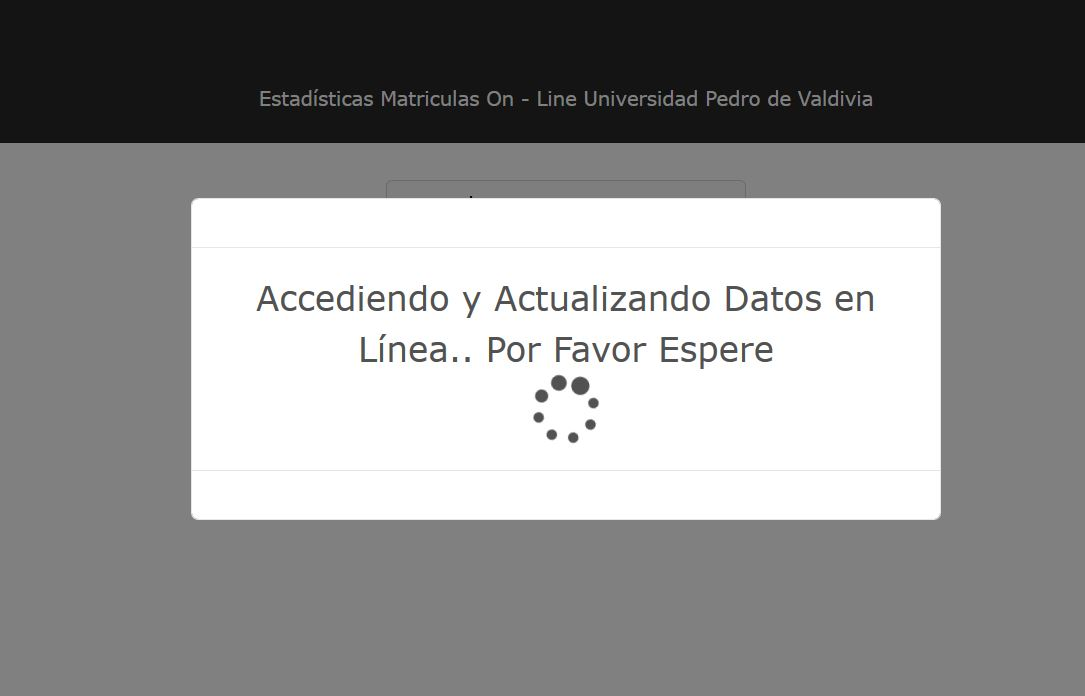 Estadísticas Matriculas On - Line Universidad Pedro de Valdivia
Accediendo y Actualizando Datos en
Línea.. Por Favor Espere